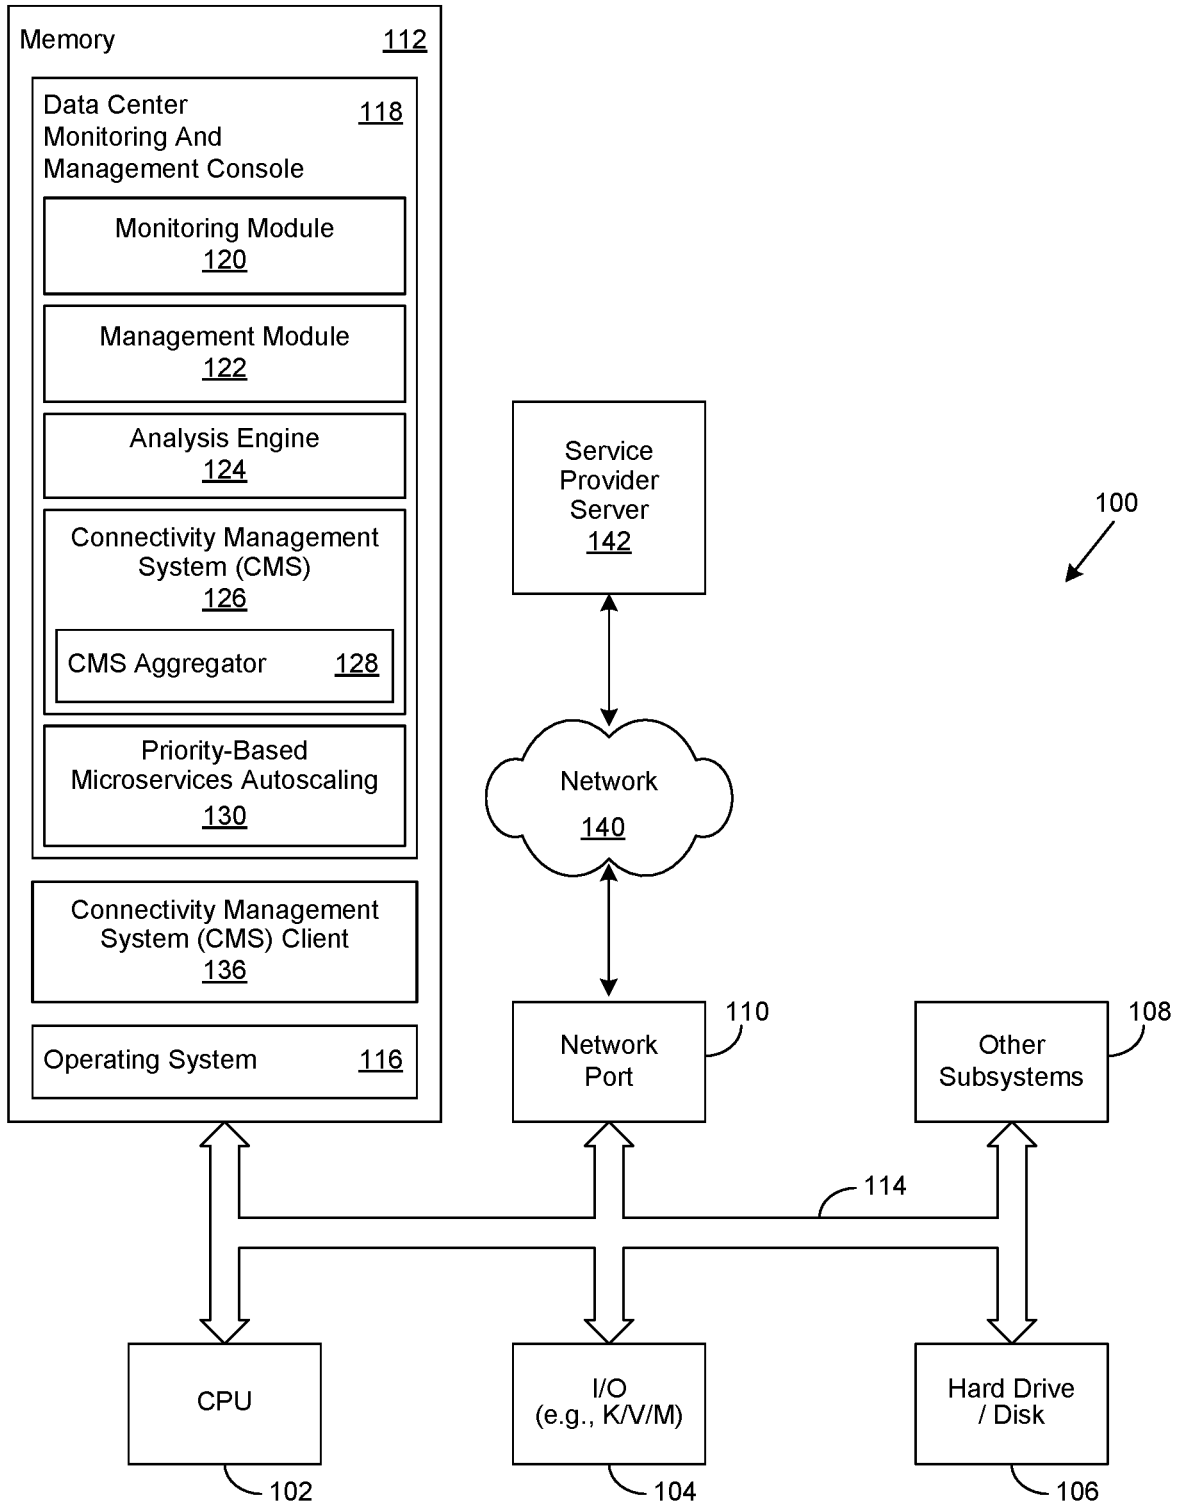 Memory 112
Data Center 118
Monitoring And
Management Console
Monitoring Module
120
Management Module
122
Analysis Engine
124
Connectivity Management
System (CMS)
126
CMS Aggregator 128
Priority-Based
Microservices Autoscaling
130
Connectivity Management
System (CMS) Client
136
Operating System 116
Service
Provider
Server
142
100
Network
140
Network
Port
110
Other
Subsystems
108
114
CPU
102
I/O
(e.g., K/V/M)
104
Hard Drive
/ Disk
106